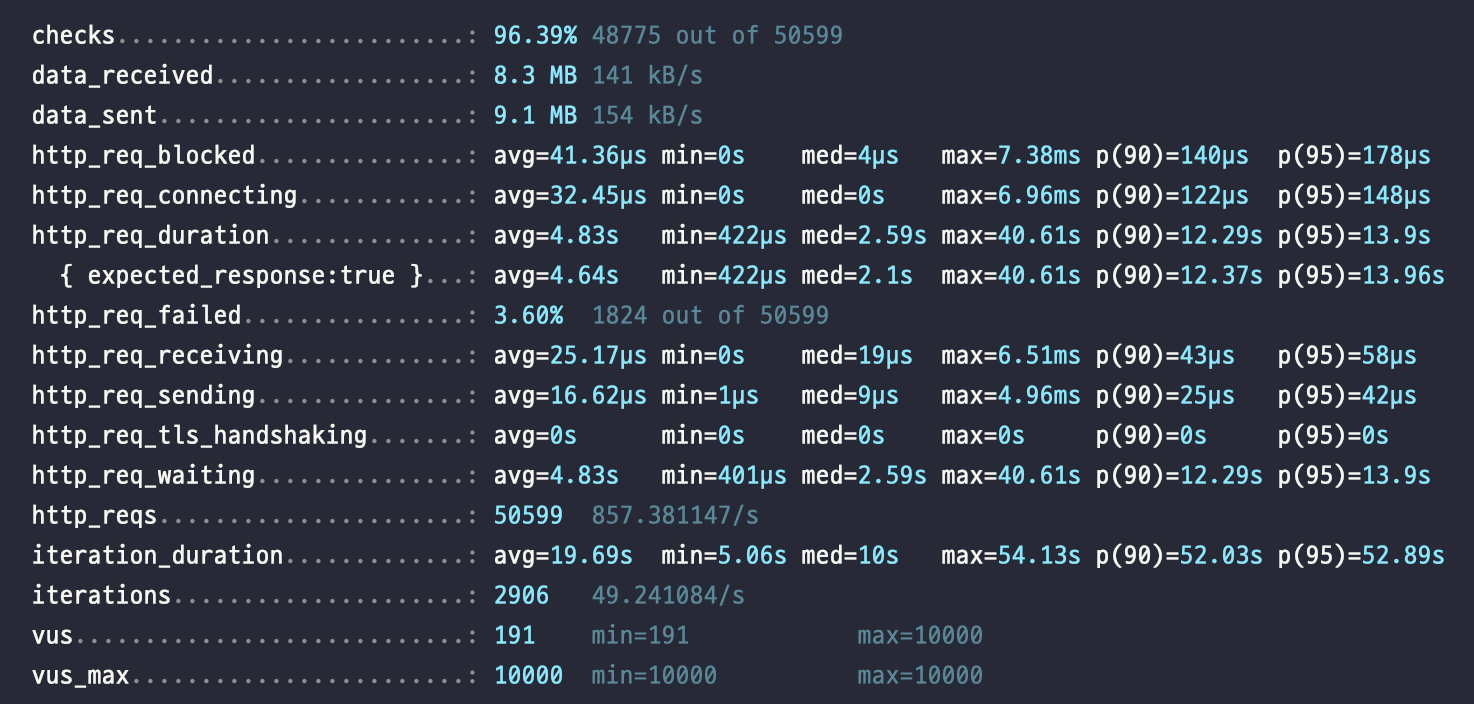 checks.........................: 96.39% 48775 out of 50599
data_received..................: 8.3 MB 141 kB/s
data_sent......................: 9.1 MB 154 kB/s
http_req_blocked...............: avg=41.36µs min=0s    med=4µs   max=7.38ms p(90)=140µs  p(95)=178µs
http_req_connecting............: avg=32.45µs min=0s    med=0s    max=6.96ms p(90)=122µs  p(95)=148µs
http_req_duration..............: avg=4.83s   min=422µs med=2.59s max=40.61s p(90)=12.29s p(95)=13.9s
  { expected_response:true }...: avg=4.64s   min=422µs med=2.1s  max=40.61s p(90)=12.37s p(95)=13.96s
http_req_failed................: 3.60%  1824 out of 50599
http_req_receiving.............: avg=25.17µs min=0s    med=19µs  max=6.51ms p(90)=43µs   p(95)=58µs
http_req_sending...............: avg=16.62µs min=1µs   med=9µs   max=4.96ms p(90)=25µs   p(95)=42µs
http_req_tls_handshaking.......: avg=0s      min=0s    med=0s    max=0s     p(90)=0s     p(95)=0s
http_req_waiting...............: avg=4.83s   min=401µs med=2.59s max=40.61s p(90)=12.29s p(95)=13.9s
http_reqs......................: 50599  857.381147/s
iteration_duration.............: avg=19.69s  min=5.06s med=10s   max=54.13s p(90)=52.03s p(95)=52.89s
iterations.....................: 2906   49.241084/s
vus............................: 191    min=191            max=10000
vus_max........................: 10000  min=10000          max=10000